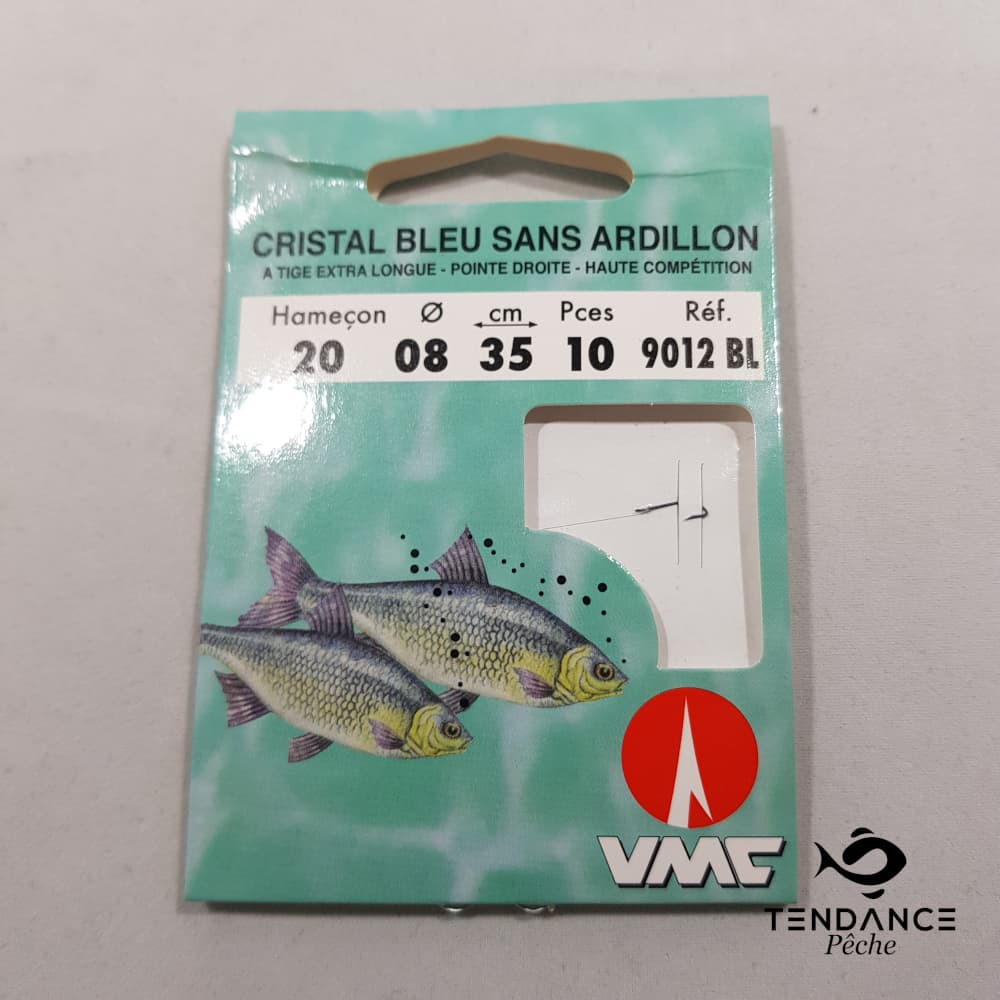 CRISTAL BLEU SANS ARDILLON
A TIGE EXTRA LONGUE - POINTE DROITE - HAUTE COMPÉTITION
Hameçon Ø cm Pces Réf.
20 08 35 10 9012 BL
VMC
TENDANCE
Pêche